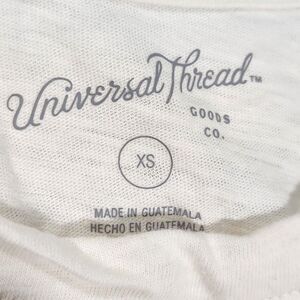 Universal Thread™
GOODS
CO.
XS
MADE IN GUATEMALA
HECHO EN GUATEMALA